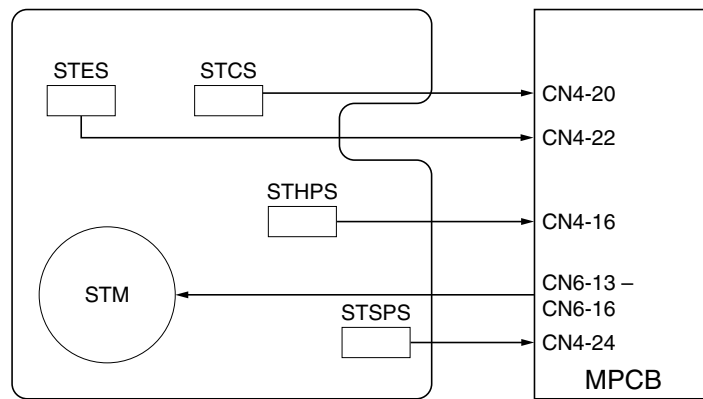 STES
STCS
CN4-20
CN4-22
STHPS
CN4-16
STM
CN6-13 –
CN6-16
STSPS
CN4-24
MPCB